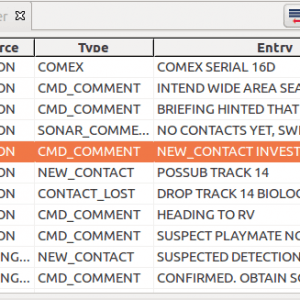 er
rce Type Entry
ON COMEX COMEX SERIAL 16D
ON CMD_COMMENT INTEND WIDE AREA SEA
ON CMD_COMMENT BRIEFING HINTED THAT
ON SONAR_COMME... NO CONTACTS YET, SWI
ON CMD_COMMENT NEW_CONTACT INVEST
ON NEW_CONTACT POSSUB TRACK 14
ON CONTACT_LOST DROP TRACK 14 BIOLOG
ON CMD_COMMENT HEADING TO RV
ON CMD_COMMENT SUSPECT PLAYMATE NO
NG... NEW_CONTACT SUSPECTED DETECTION
NG... CMD_COMMENT CONFIRMED. OBTAIN SO